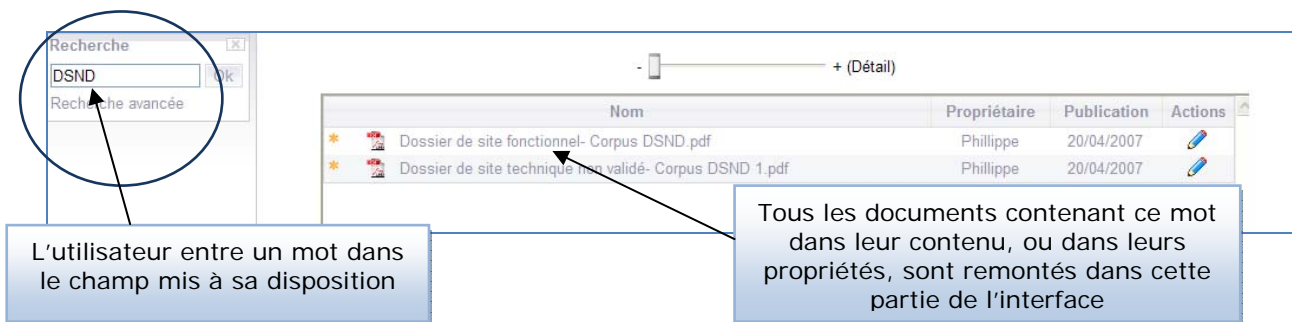 Recherche
DSND Ok
Recherche avancée
- + (Détail)
Nom Propriétaire Publication Actions
Dossier de site fonctionnel- Corpus DSND.pdf Phillippe 20/04/2007
Dossier de site technique non validé- Corpus DSND 1.pdf Phillippe 20/04/2007
L'utilisateur entre un mot dans
le champ mis à sa disposition
Tous les documents contenant ce mot
dans leur contenu, ou dans leurs
propriétés, sont remontés dans cette
partie de l'interface